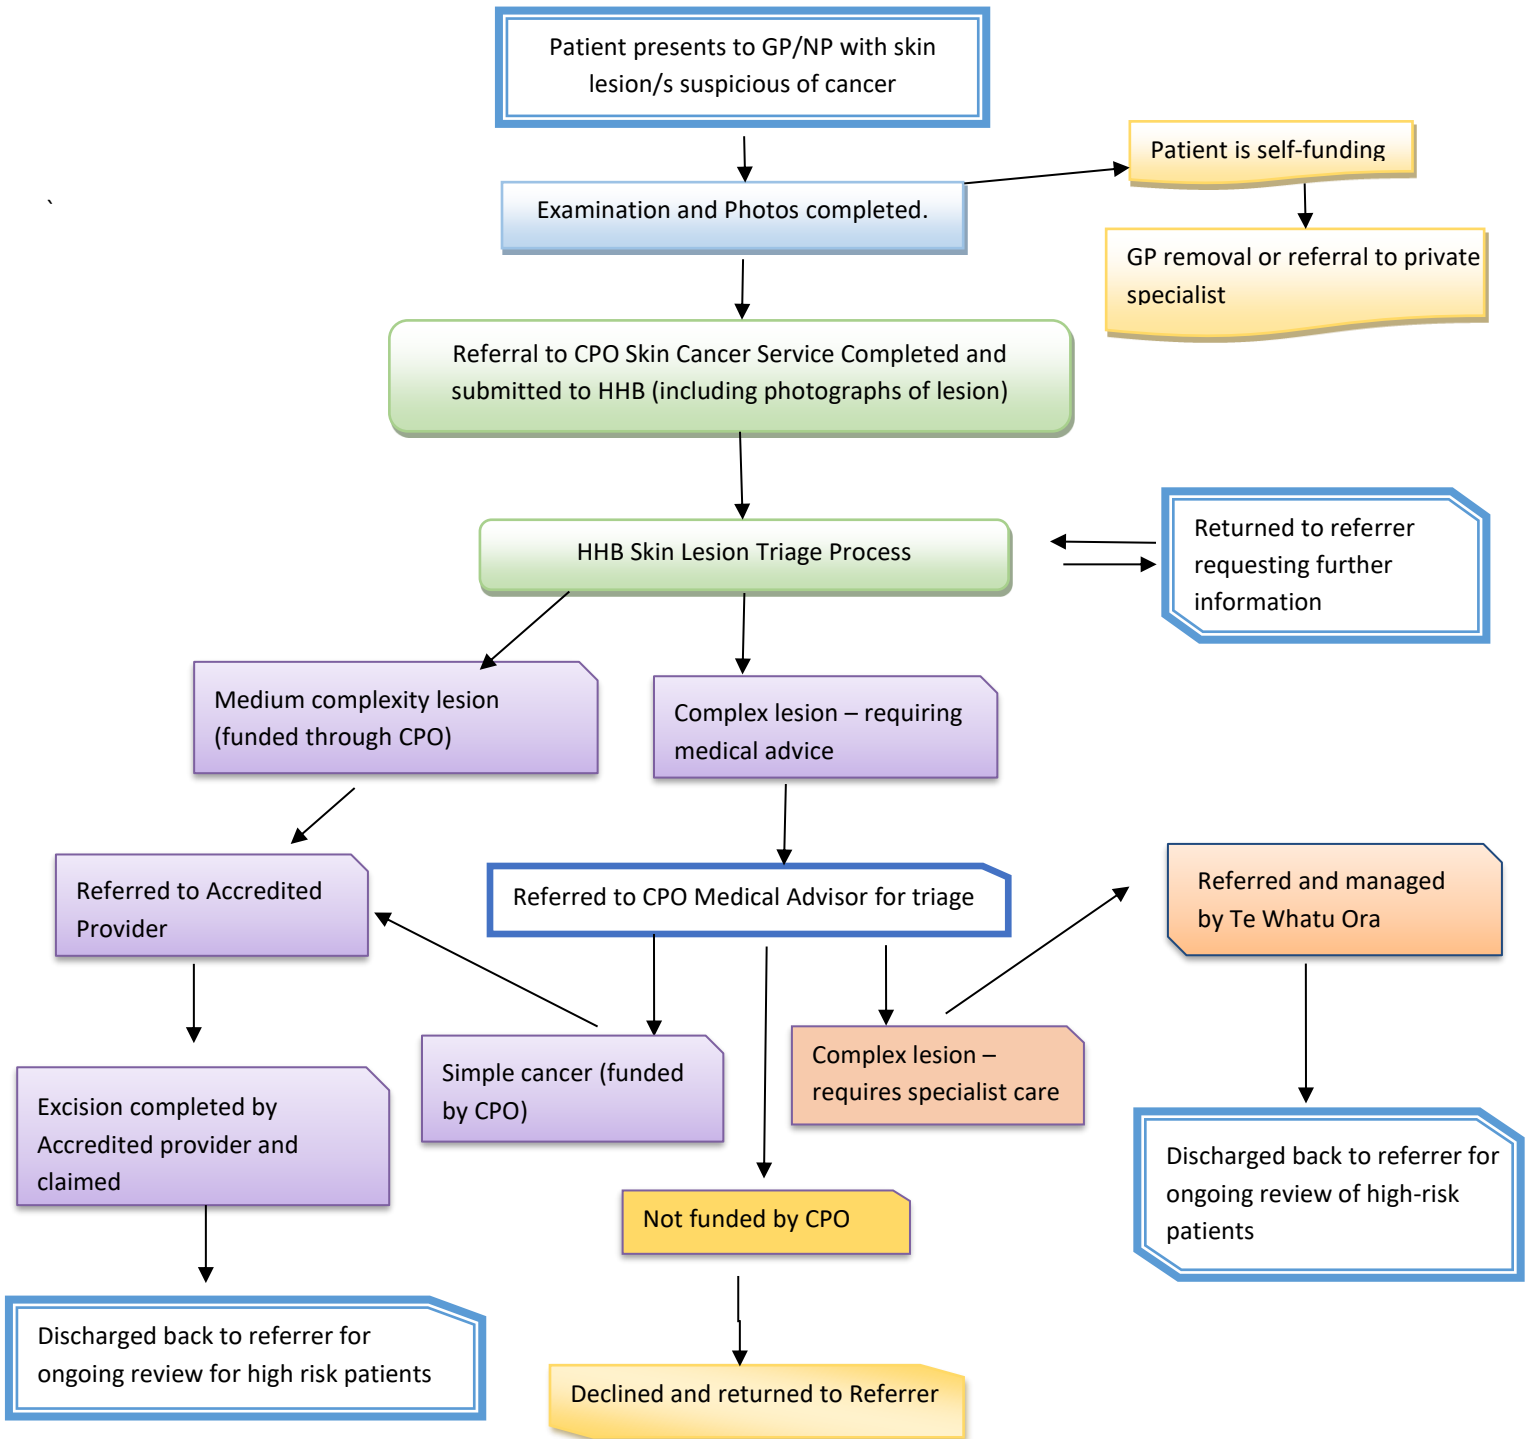 Patient presents to GP/NP with skin
lesion/s suspicious of cancer
Patient is self-funding
`
Examination and Photos completed.
GP removal or referral to private
specialist
Referral to CPO Skin Cancer Service Completed and
submitted to HHB (including photographs of lesion)
HHB Skin Lesion Triage Process
Returned to referrer
requesting further
information
Medium complexity lesion
(funded through CPO)
Complex lesion – requiring
medical advice
Referred to Accredited
Provider
Referred to CPO Medical Advisor for triage
Referred and managed
by Te Whatu Ora
Simple cancer (funded
by CPO)
Complex lesion –
requires specialist care
Excision completed by
Accredited provider and
claimed
Discharged back to referrer for
ongoing review of high-risk
patients
Not funded by CPO
Discharged back to referrer for
ongoing review for high risk patients
Declined and returned to Referrer